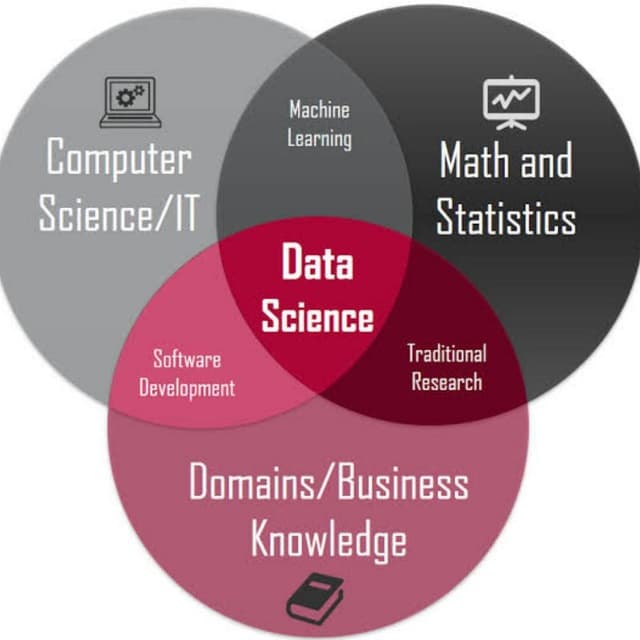 Machine
Learning
Computer
Science/IT
Math and
Statistics
Data
Science
Software
Development
Traditional
Research
Domains/Business
Knowledge